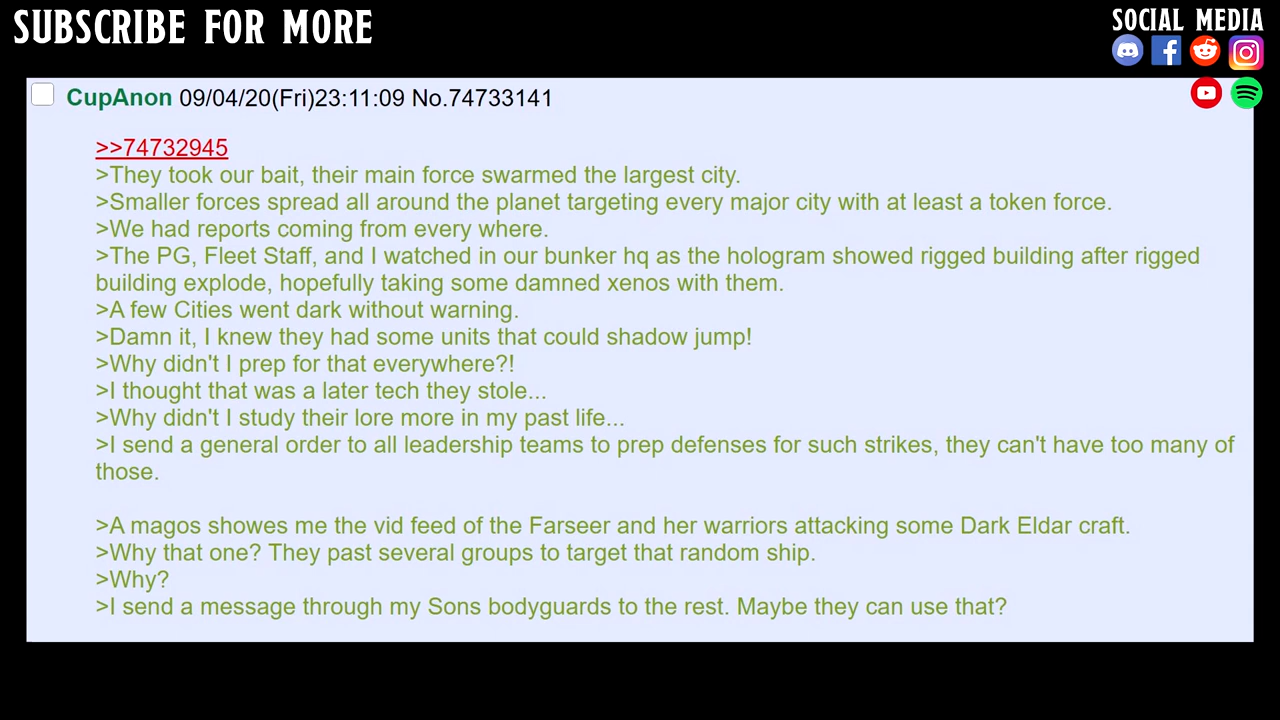 SUBSCRIBE FOR MORE
SOCIAL MEDIA
CupAnon 09/04/20(Fri)23:11:09 No.74733141
>>74732945
>They took our bait, their main force swarmed the largest city.
>Smaller forces spread all around the planet targeting every major city with at least a token force.
>We had reports coming from every where.
>The PG, Fleet Staff, and I watched in our bunker hq as the hologram showed rigged building after rigged
building explode, hopefully taking some damned xenos with them.
>A few Cities went dark without warning.
>Damn it, I knew they had some units that could shadow jump!
>Why didn't I prep for that everywhere?!
>I thought that was a later tech they stole...
>Why didn't I study their lore more in my past life...
>I send a general order to all leadership teams to prep defenses for such strikes, they can't have too many of
those.
>A magos showes me the vid feed of the Farseer and her warriors attacking some Dark Eldar craft.
>Why that one? They past several groups to target that random ship.
>Why?
>I send a message through my Sons bodyguards to the rest. Maybe they can use that?